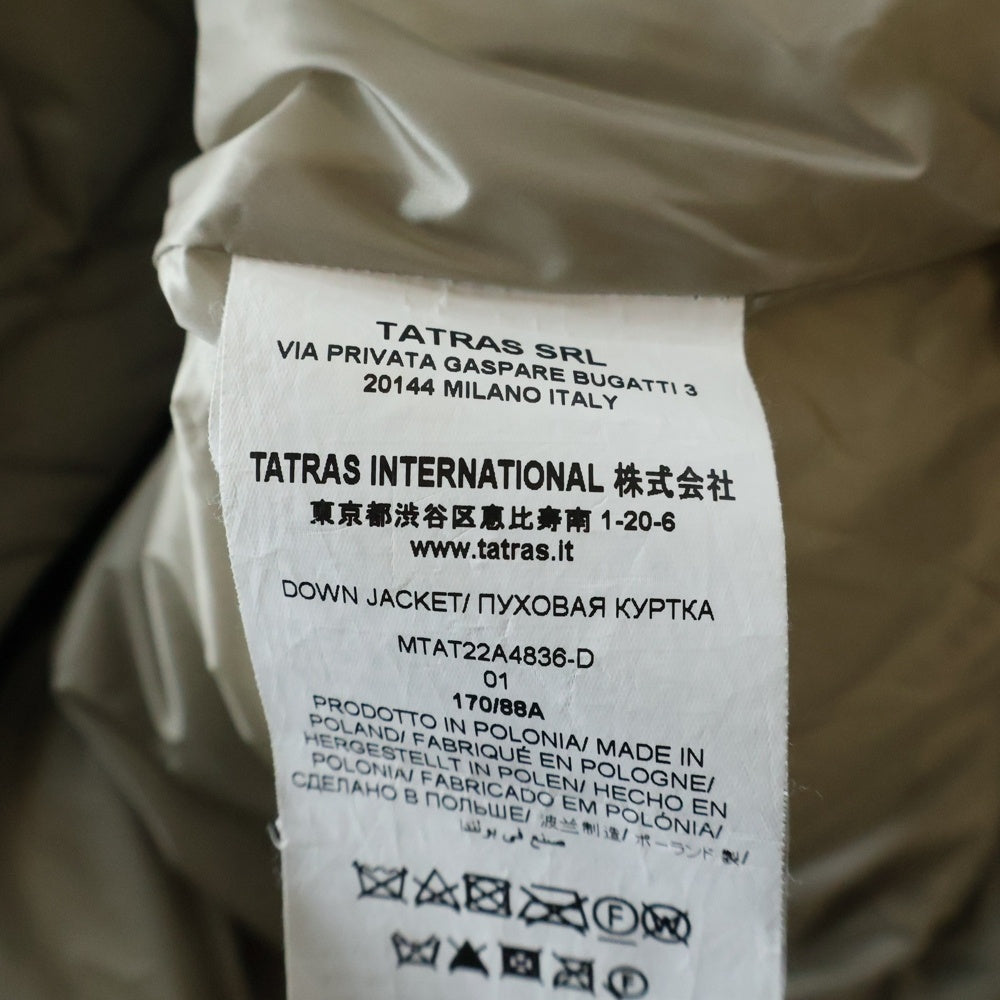 TATRAS SRL
VIA PRIVATA GASPARE BUGATTI 3
20144 MILANO ITALY
TATRAS INTERNATIONAL 株式会社
東京都渋谷区恵比寿南 1-20-6
www.tatras.it
DOWN JACKET/ ПУХОВАЯ КУРТКА
MTAT22A4836-D
01
170/88A
PRODOTTO IN POLONIA/ MADE IN
POLAND/ FABRIQUÉ EN POLOGNE/
HERGESTELLT IN POLEN/ HECHO EN
POLONIA/ FABRICADO EM POLÓNIA/
СДЕЛАНО В ПОЛЬШЕ/ 波兰制造/ ポーランド 製/
صنع في بولندا
F W
F